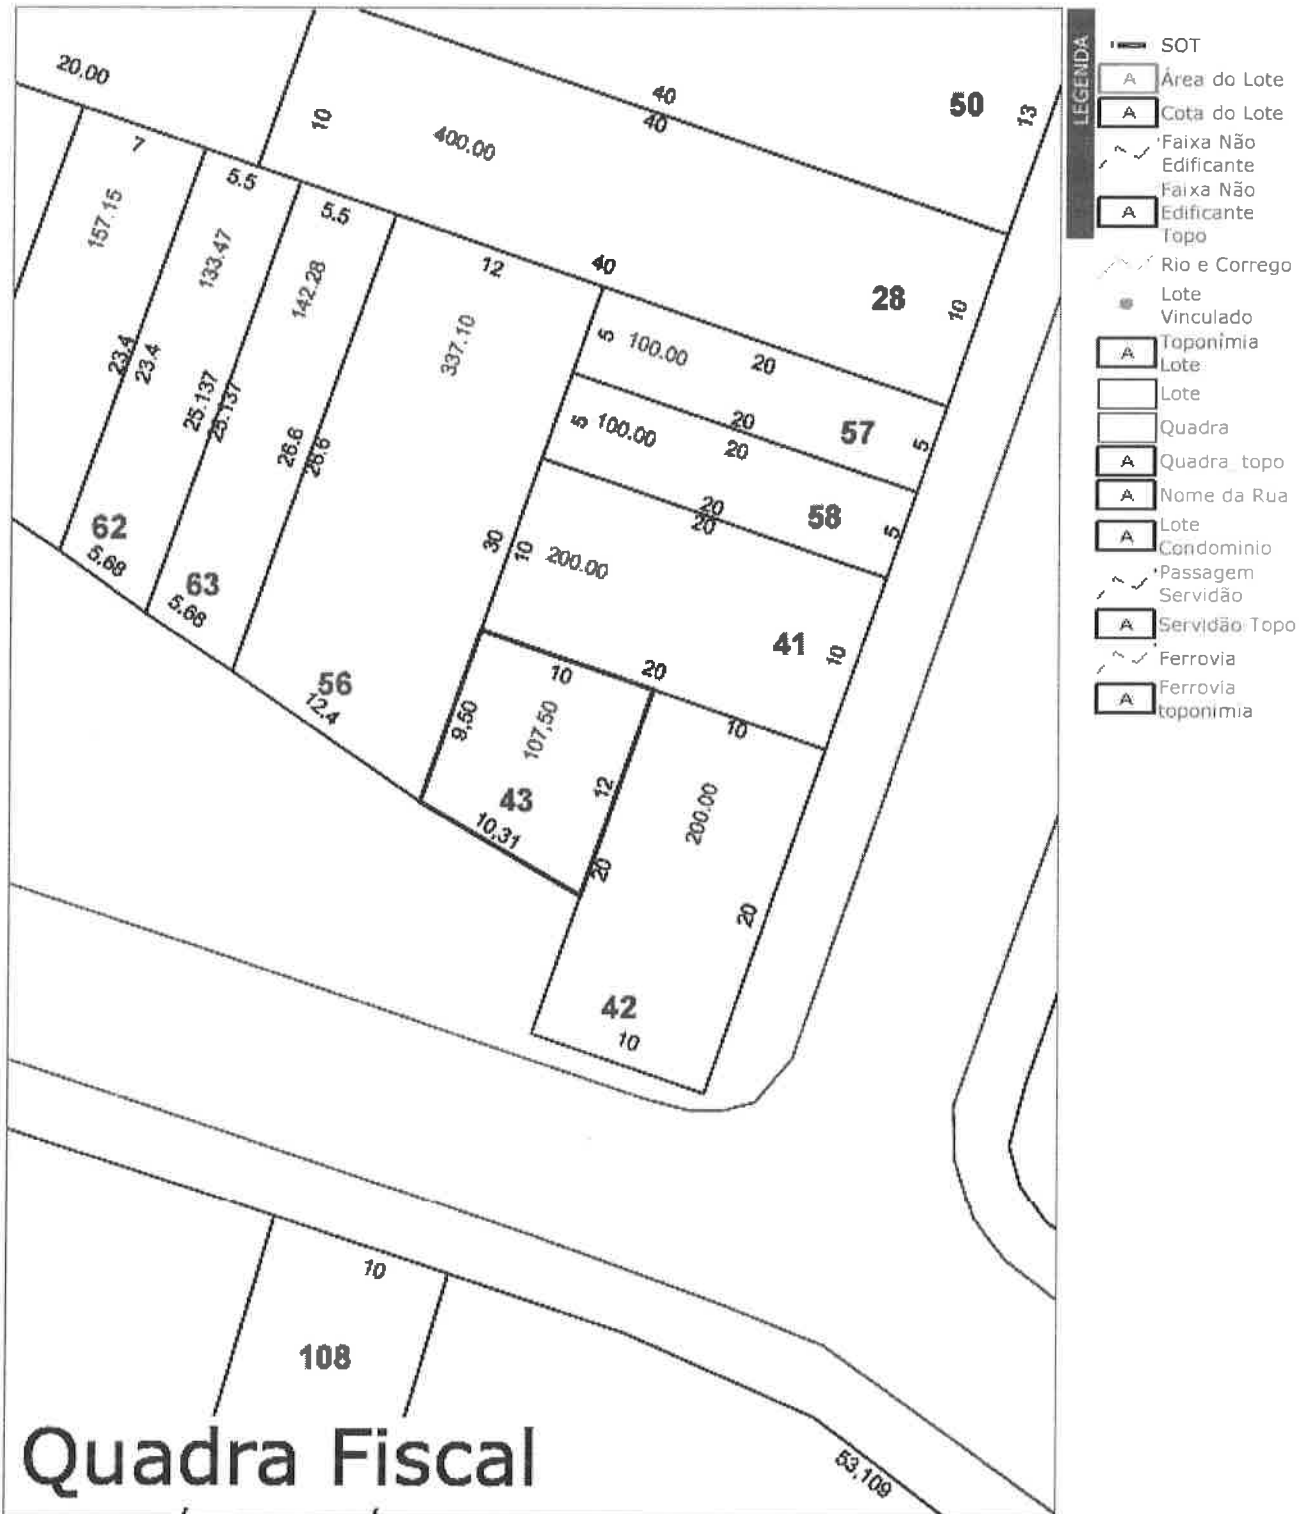 20.00
7
157.15
5.5
133.47
5.5
142.28
10
400.00
40
40
50
13
12
40
337.10
28
10
5
100.00
20
20
57
5
5
100.00
20
58
5
23.4
23.4
25.137
25.137
26.6
26.6
20
20
30
10
200.00
41
10
62
5.68
63
5.66
56
12,4
10
20
10
9,50
107,50
12
43
10,31
20
200.00
20
42
10
10
108
Quadra Fiscal
53,109
LEGENDA
SOT
A Área do Lote
A Cota do Lote
Faixa Não
Edificante
Faixa Não
A Edificante
Topo
Rio e Corrego
Lote
Vinculado
A Toponímia
Lote
Lote
Quadra
A Quadra_topo
A Nome da Rua
A Lote
Condominio
Passagem
Servidão
A Servidão Topo
Ferrovia
A Ferrovia
toponimia